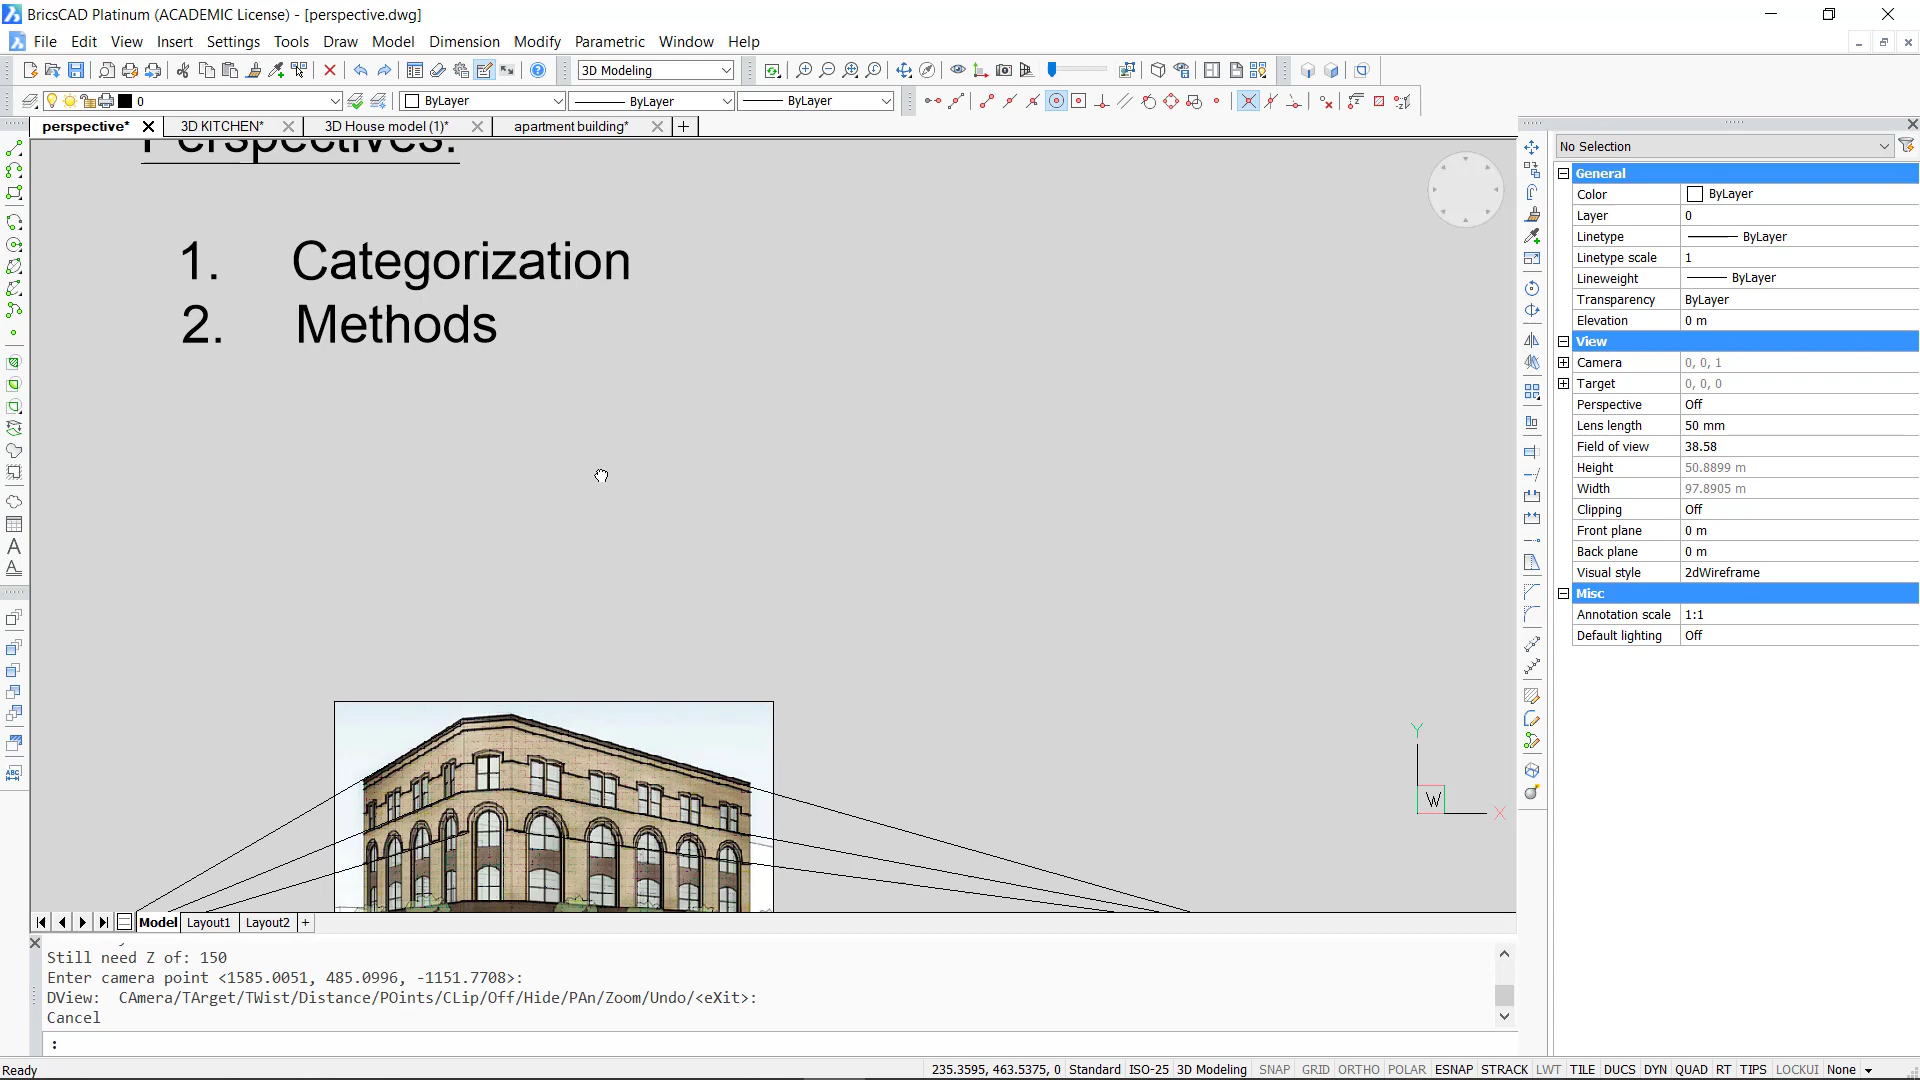 BricsCAD Platinum (ACADEMIC License) - [perspective.dwg]
File Edit View Insert Settings Tools Draw Model Dimension Modify Parametric Window Help
3D Modeling
0 ByLayer ByLayer ByLayer
perspective* 3D KITCHEN* 3D House model (1)* apartment building*
Perspectives:
1. Categorization
2. Methods
Y
W
X
Model Layout1 Layout2
Still need Z of: 150
Enter camera point <1585.0051, 485.0996, -1151.7708>:
DView: CAmera/TArget/TWist/Distance/POints/CLip/Off/Hide/PAn/Zoom/Undo/<eXit>:
Cancel
:
No Selection
General
Color ByLayer
Layer 0
Linetype ByLayer
Linetype scale 1
Lineweight ByLayer
Transparency ByLayer
Elevation 0 m
View
Camera 0, 0, 1
Target 0, 0, 0
Perspective Off
Lens length 50 mm
Field of view 38.58
Height 50.8899 m
Width 97.8905 m
Clipping Off
Front plane 0 m
Back plane 0 m
Visual style 2dWireframe
Misc
Annotation scale 1:1
Default lighting Off
Ready 235.3595, 463.5375, 0 Standard ISO-25 3D Modeling SNAP GRID ORTHO POLAR ESNAP STRACK LWT TILE DUCS DYN QUAD RT TIPS LOCKUI None